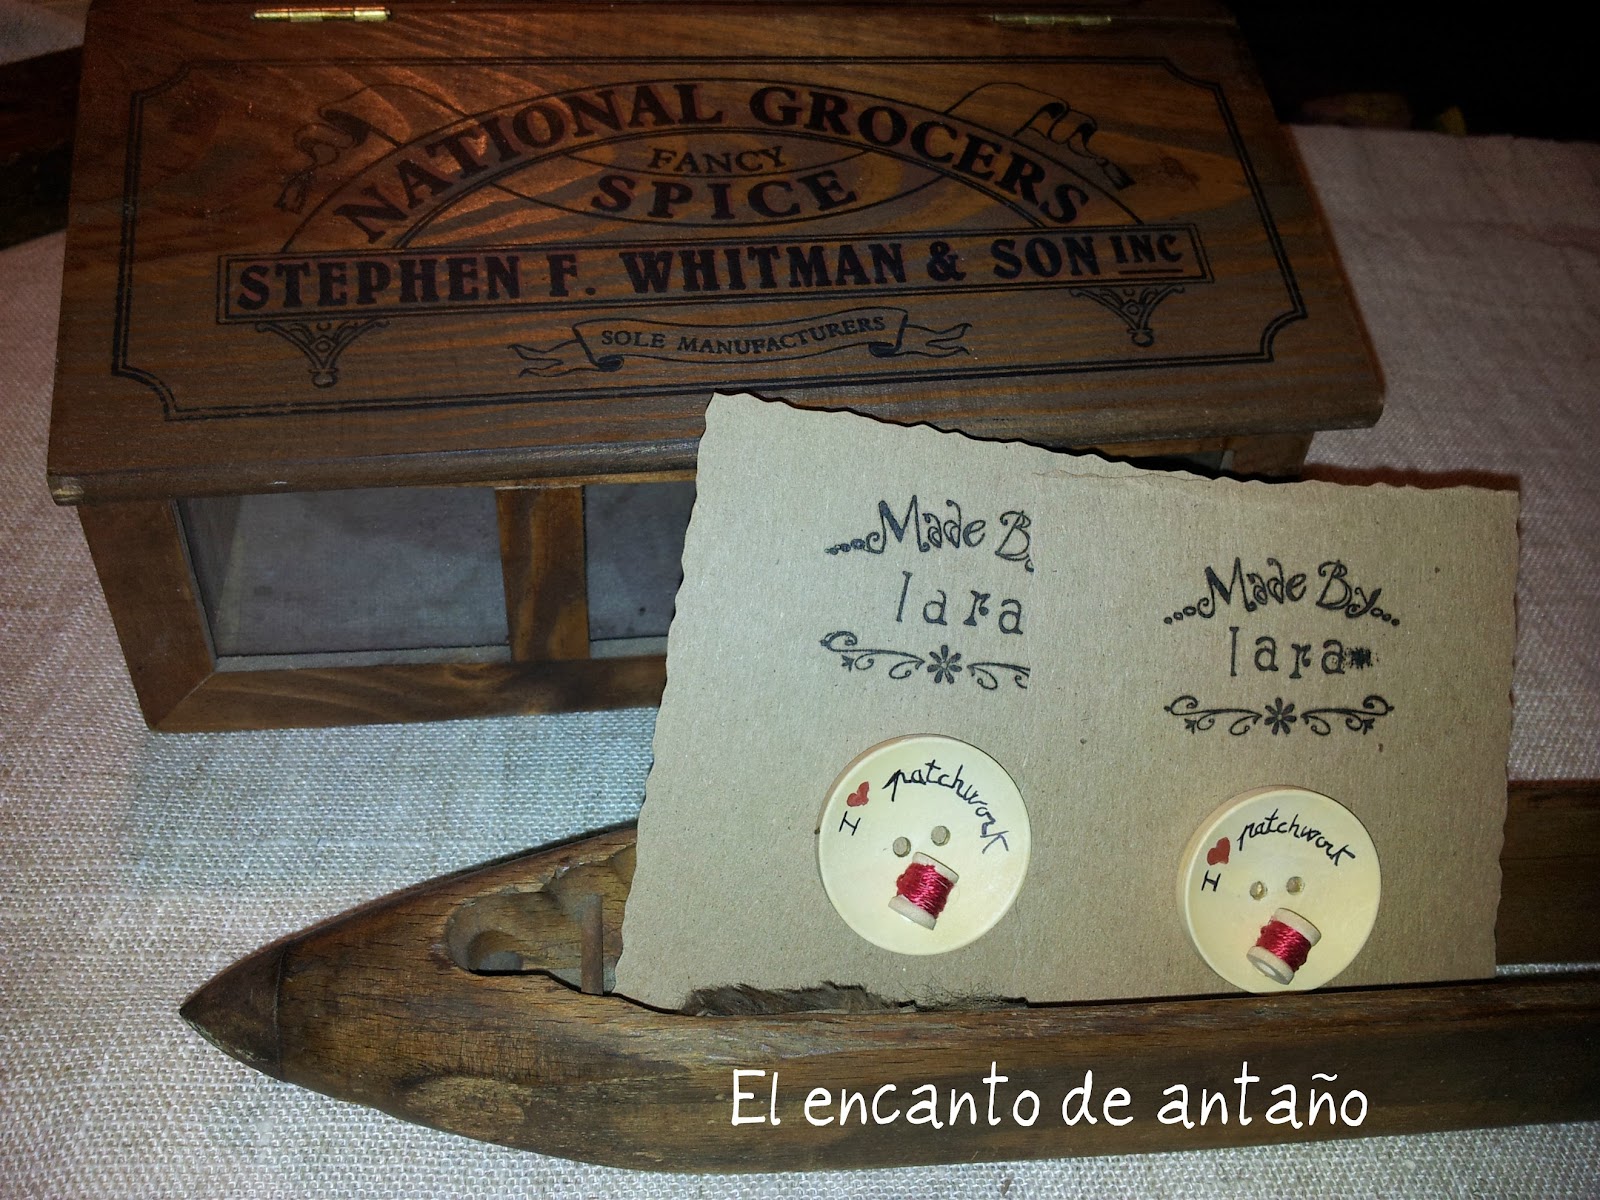 NATIONAL GROCERS
FANCY
SPICE
STEPHEN F. WHITMAN & SON INC
SOLE MANUFACTURERS
...Made By
lara
I ♥ patchwork
...Made By...
lara
I ♥ patchwork
El encanto de antaño